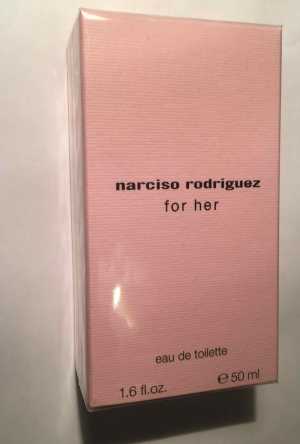 narciso rodriguez
for her
eau de toilette
1.6 fl.oz. ℮ 50 ml